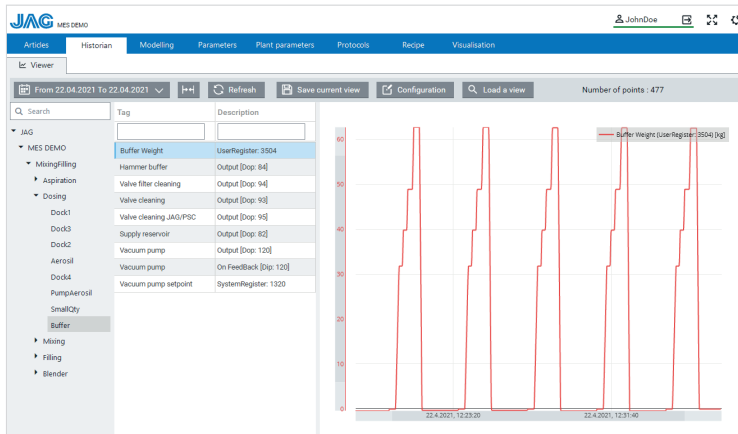 JAG MES DEMO
JohnDoe
Articles Historian Modelling Parameters Plant parameters Protocols Recipe Visualisation
Viewer
From 22.04.2021 To 22.04.2021 Refresh Save current view Configuration Load a view Number of points : 477
Search Tag Description
JAG
MES DEMO
MixingFilling
Aspiration
Dosing
Dock1
Dock3
Dock2
Aerosil
Dock4
PumpAerosil
SmallQty
Buffer
Mixing
Filling
Blender
Buffer Weight UserRegister: 3504
Hammer buffer Output [Dop: 84]
Valve filter cleaning Output [Dop: 94]
Valve cleaning Output [Dop: 93]
Valve cleaning JAG/PSC Output [Dop: 95]
Supply reservoir Output [Dop: 82]
Vacuum pump Output [Dop: 120]
Vacuum pump On FeedBack [Dip: 120]
Vacuum pump setpoint SystemRegister: 1320
Buffer Weight (UserRegister: 3504) [kg]
60
50
40
30
20
10
0
22.4.2021, 12:23:20 22.4.2021, 12:31:40